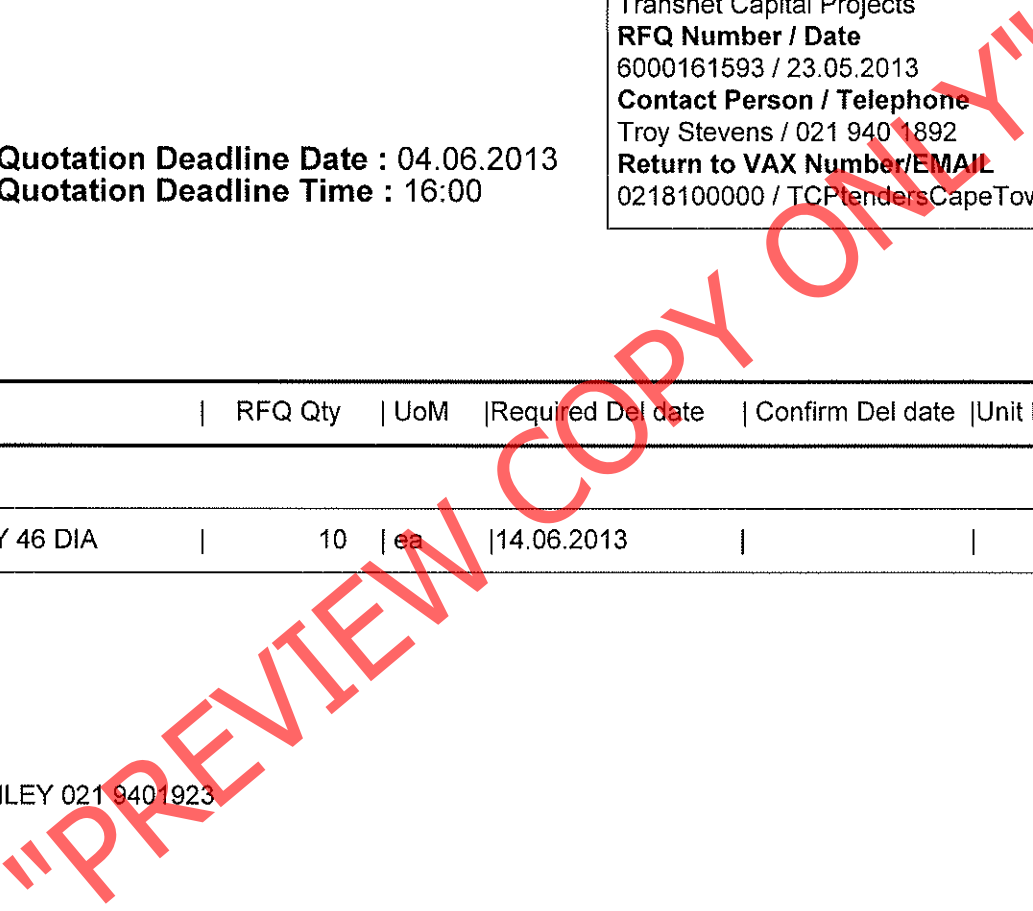 Transnet Capital Projects
RFQ Number / Date
6000161593 / 23.05.2013
Contact Person / Telephone
Troy Stevens / 021 940 1892
Return to VAX Number/EMAIL
0218100000 / TCPtendersCapeTow
Quotation Deadline Date : 04.06.2013
Quotation Deadline Time : 16:00
| RFQ Qty | UoM |Required Del date | Confirm Del date |Unit
Y 46 DIA | 10 | ea |14.06.2013 | |
ILEY 021 9401923
"PREVIEW COPY ONLY"